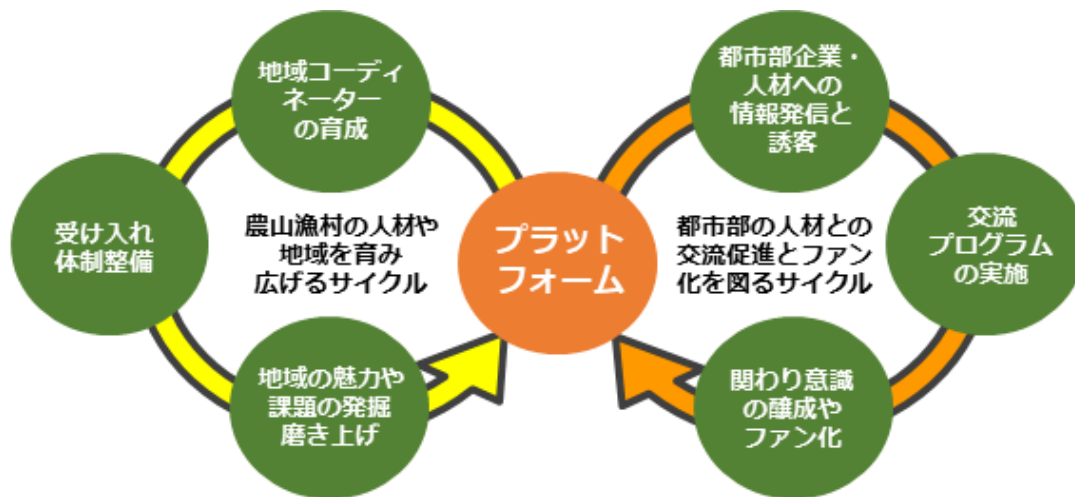 地域コーディ
ネーター
の育成
受け入れ
体制整備
農山漁村の人材や
地域を育み
広げるサイクル
地域の魅力や
課題の発掘
磨き上げ
プラット
フォーム
都市部企業・
人材への
情報発信と
誘客
都市部の人材との
交流促進とファン
化を図るサイクル
交流
プログラム
の実施
関わり意識
の醸成や
ファン化